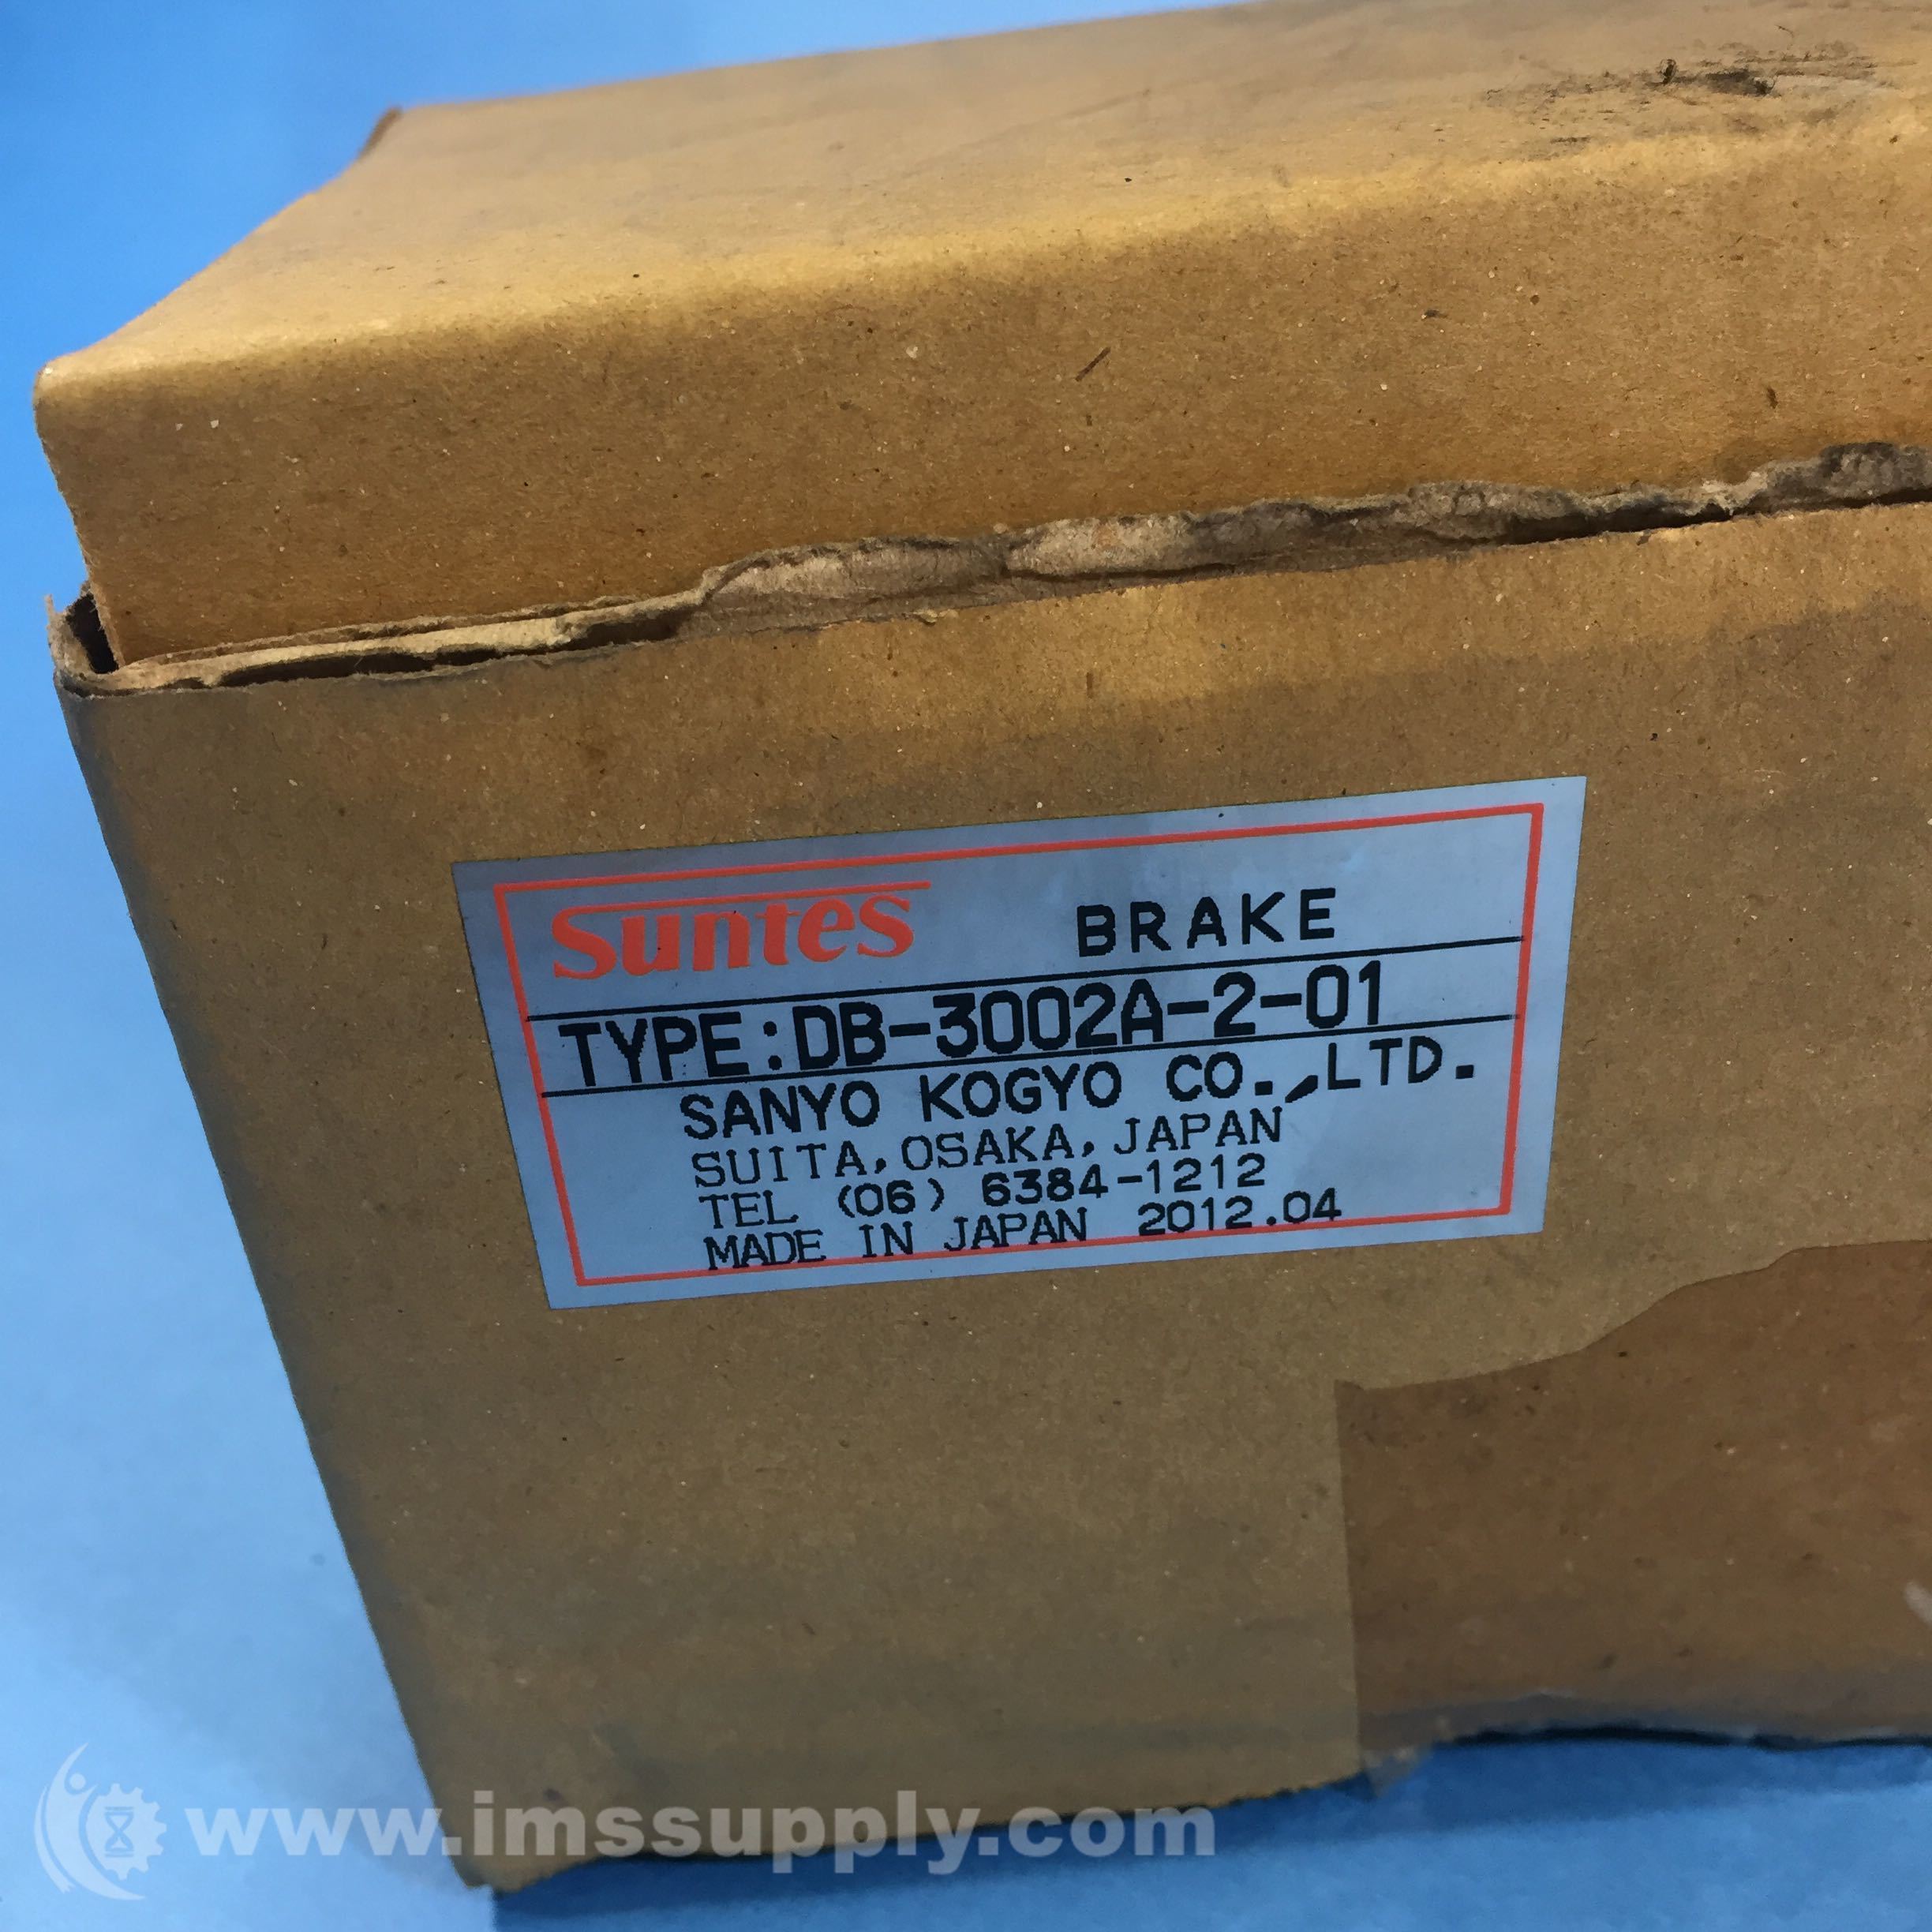 Suntes BRAKE
TYPE:DB-3002A-2-01
SANYO KOGYO CO.,LTD.
SUITA,OSAKA,JAPAN
TEL (06) 6384-1212
MADE IN JAPAN 2012.04
www.imssupply.com